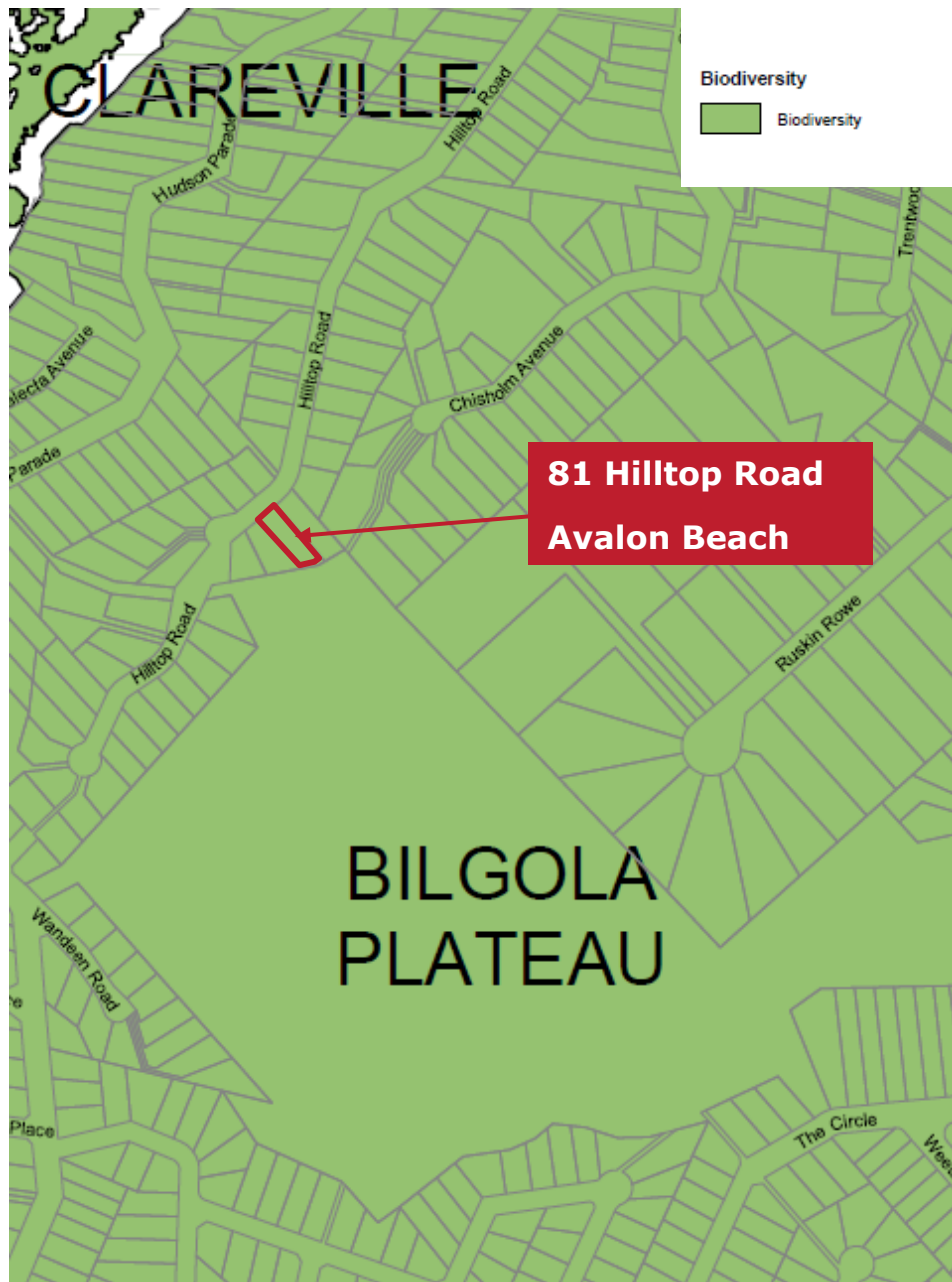 CLAREVILLE
Biodiversity
Biodiversity
Hilltop Road
Hudson Parade
Hilltop Road
Chisholm Avenue
Avenue
Parade
81 Hilltop Road
Avalon Beach
Ruskin Rowe
Hilltop Road
BILGOLA
PLATEAU
Wandeen Road
Place
The Circle